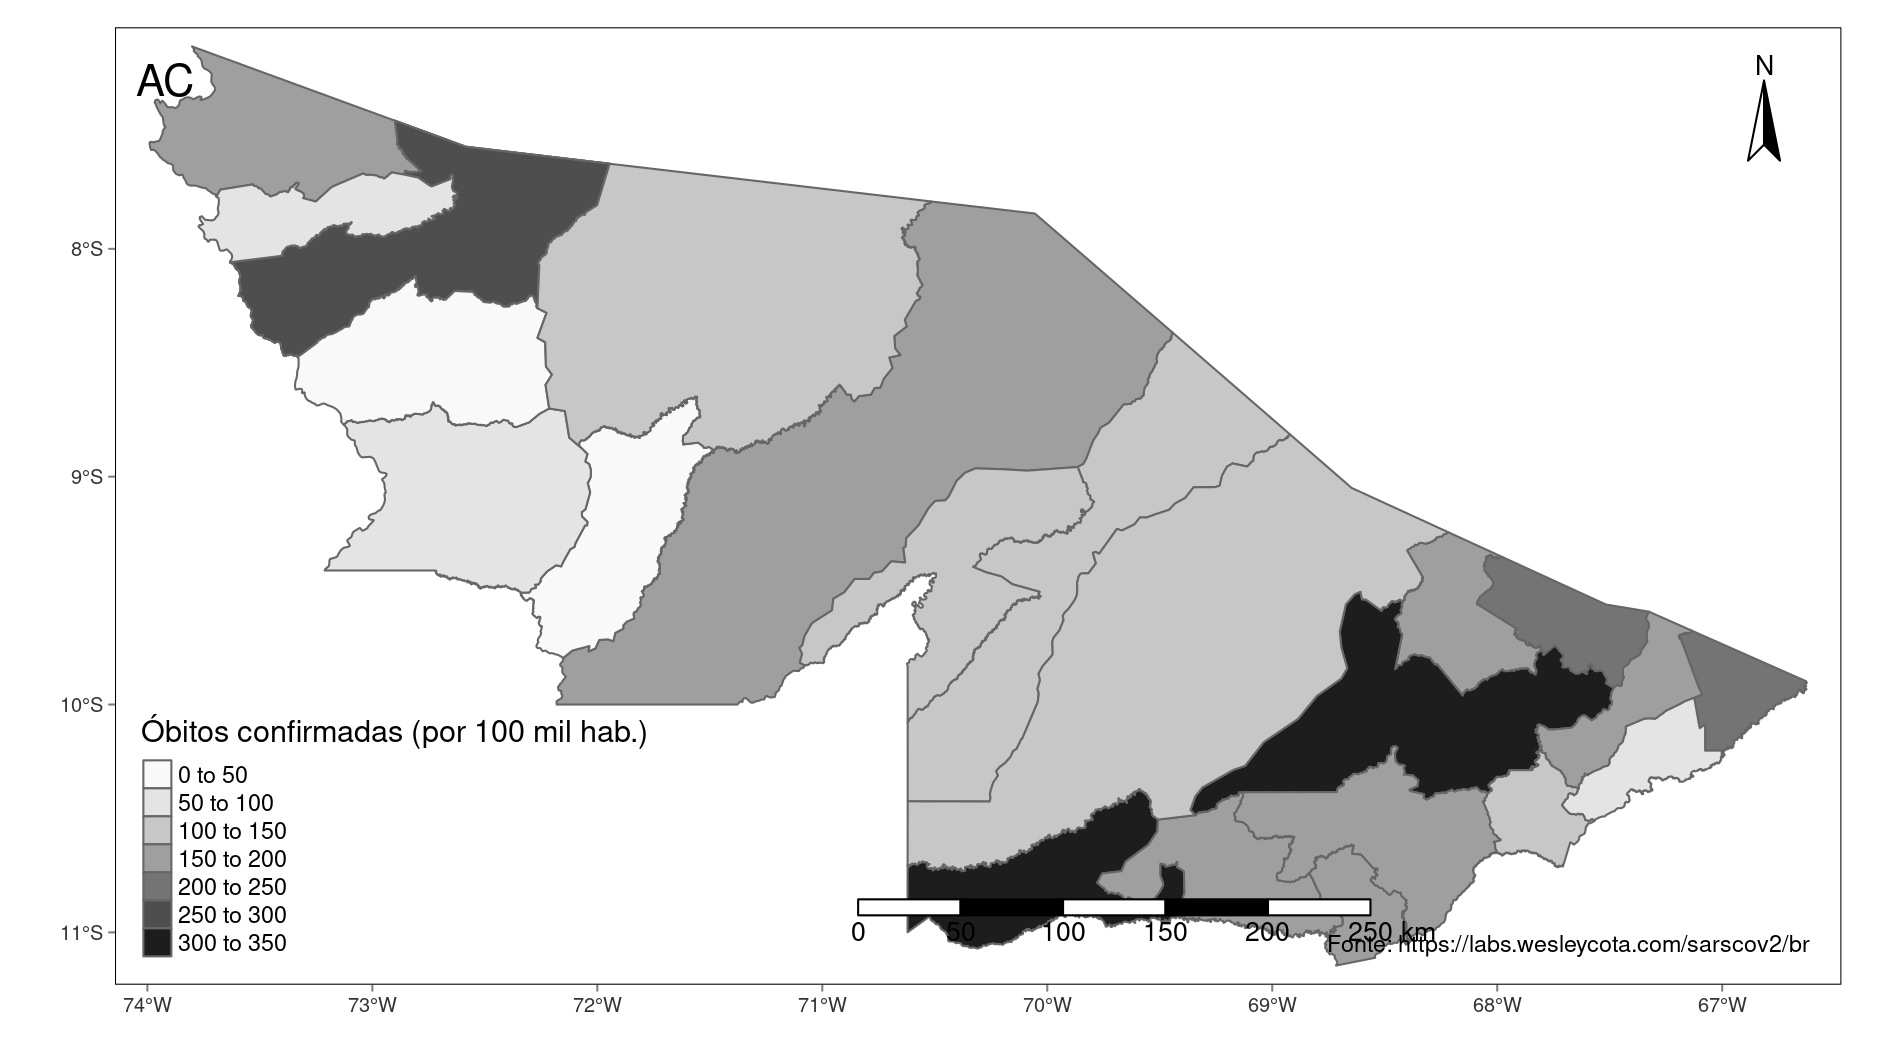 AC
N
8°S
9°S
10°S
11°S
Óbitos confirmadas (por 100 mil hab.)
0 to 50
50 to 100
100 to 150
150 to 200
200 to 250
250 to 300
300 to 350
0 50 100 150 200 250 km
Fonte: https://labs.wesleycota.com/sarscov2/br
74°W 73°W 72°W 71°W 70°W 69°W 68°W 67°W